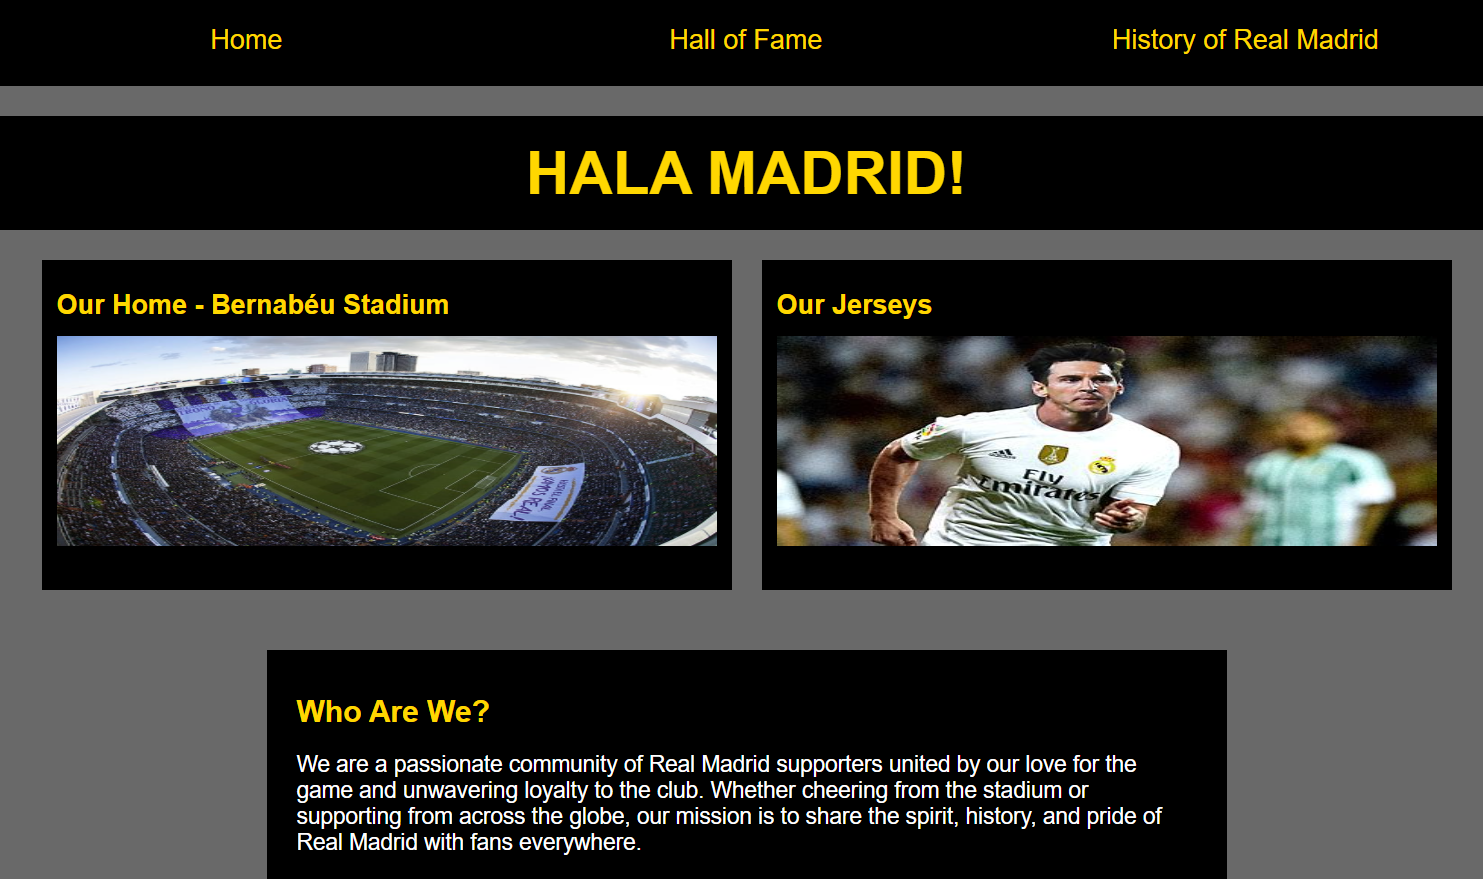 Home
Hall of Fame
History of Real Madrid
HALA MADRID!
Our Home - Bernabéu Stadium
Our Jerseys
Fly
Emirates
Who Are We?
We are a passionate community of Real Madrid supporters united by our love for the
game and unwavering loyalty to the club. Whether cheering from the stadium or
supporting from across the globe, our mission is to share the spirit, history, and pride of
Real Madrid with fans everywhere.